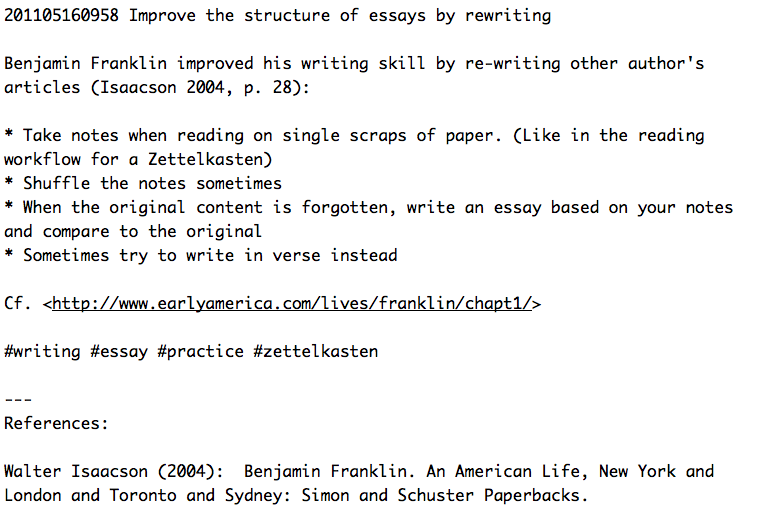 201105160958 Improve the structure of essays by rewriting
Benjamin Franklin improved his writing skill by re-writing other author's
articles (Isaacson 2004, p. 28):
* Take notes when reading on single scraps of paper. (Like in the reading
workflow for a Zettelkasten)
* Shuffle the notes sometimes
* When the original content is forgotten, write an essay based on your notes
and compare to the original
* Sometimes try to write in verse instead
Cf. <http://www.earlyamerica.com/lives/franklin/chapt1/>
#writing #essay #practice #zettelkasten
---
References:
Walter Isaacson (2004):  Benjamin Franklin. An American Life, New York and
London and Toronto and Sydney: Simon and Schuster Paperbacks.